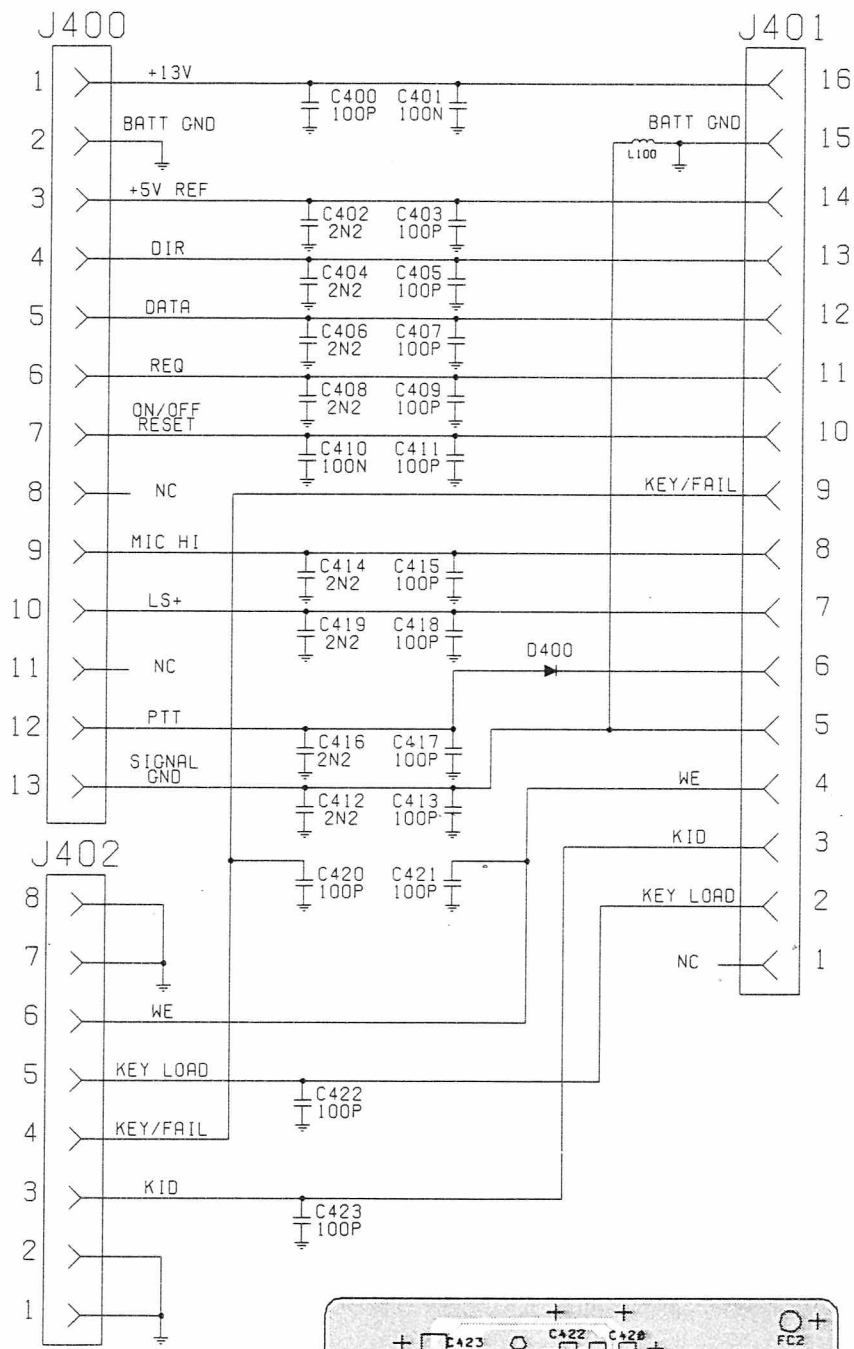 J400 J401
1 +13V 16
C400 C401
100P 100N
2 BATT GND BATT GND 15
L100
3 +5V REF 14
C402 C403
2N2 100P
4 DIR 13
C404 C405
2N2 100P
5 DATA 12
C406 C407
2N2 100P
6 REQ 11
C408 C409
2N2 100P
ON/OFF
7 RESET 10
C410 C411
100N 100P
8 NC KEY/FAIL 9
9 MIC HI 8
C414 C415
2N2 100P
10 LS+ 7
C419 C418
2N2 100P
D400
11 NC 6
12 PTT 5
C416 C417
2N2 100P
SIGNAL
13 GND WE 4
C412 C413
2N2 100P
KID 3
J402
C420 C421
100P 100P
8 KEY LOAD 2
7 NC 1
6 WE
5 KEY LOAD
C422
100P
4 KEY/FAIL
3 KID
C423
100P
2
1
C423 C422 C420 FC2